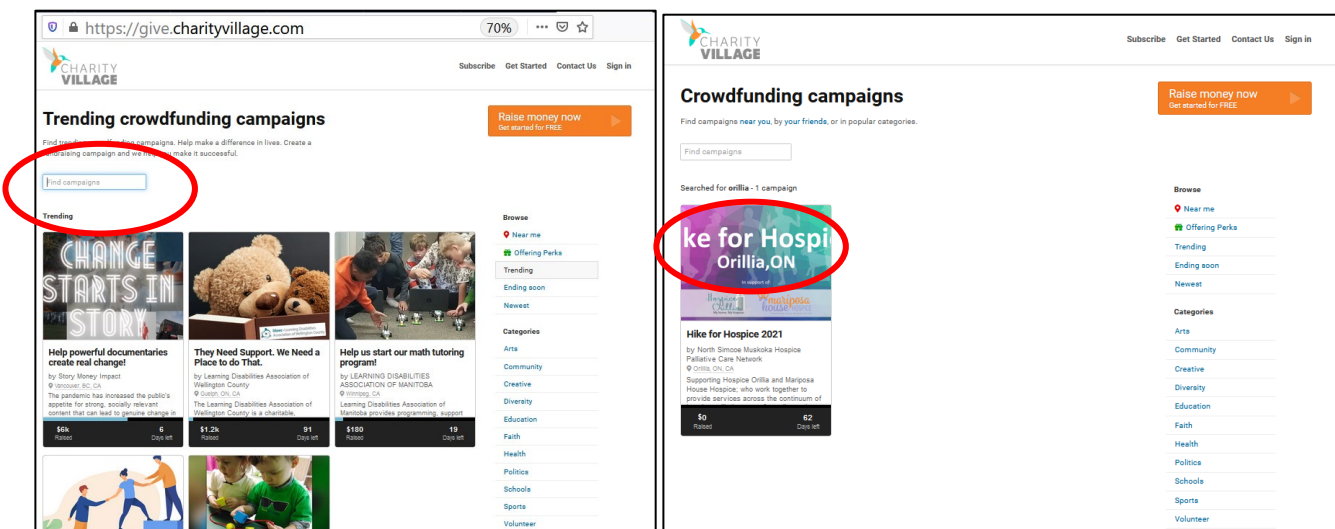 https://give.charityvillage.com
70%
CHARITY
VILLAGE
Subscribe Get Started Contact Us Sign in
Trending crowdfunding campaigns
Raise money now
Get started for FREE
Find trending crowdfunding campaigns. Help make a difference in lives. Create a
fundraising campaign and we help you make it successful.
Find campaigns
Trending
CHANGE
STARTS IN
STORY
Help powerful documentaries
create real change!
by Story Money Impact
Vancouver, BC, CA
The pandemic has increased the public's
appetite for strong, socially relevant
content that can lead to genuine change in
$6k
Raised
6
Days left
They Need Support. We Need a
Place to do That.
by Learning Disabilities Association of
Wellington County
Guelph, ON, CA
The Learning Disabilities Association of
Wellington County is a charitable,
$1.2k
Raised
91
Days left
Help us start our math tutoring
program!
by LEARNING DISABILITIES
ASSOCIATION OF MANITOBA
Winnipeg, CA
Learning Disabilities Association of
Manitoba provides programming, support
$180
Raised
19
Days left
Browse
Near me
Offering Perks
Trending
Ending soon
Newest
Categories
Arts
Community
Creative
Diversity
Education
Faith
Health
Politics
Schools
Sports
Volunteer
CHARITY
VILLAGE
Subscribe Get Started Contact Us Sign in
Crowdfunding campaigns
Raise money now
Get started for FREE
Find campaigns near you, by your friends, or in popular categories.
Find campaigns
Searched for orillia - 1 campaign
ke for Hospi
Orillia,ON
in support of
mariposa
Hike for Hospice 2021
by North Simcoe Muskoka Hospice
Palliative Care Network
Orillia, ON, CA
Supporting Hospice Orillia and Mariposa
House Hospice, who work together to
provide services across the continuum of
$0
Raised
62
Days left
Browse
Near me
Offering Perks
Trending
Ending soon
Newest
Categories
Arts
Community
Creative
Diversity
Education
Faith
Health
Politics
Schools
Sports
Volunteer